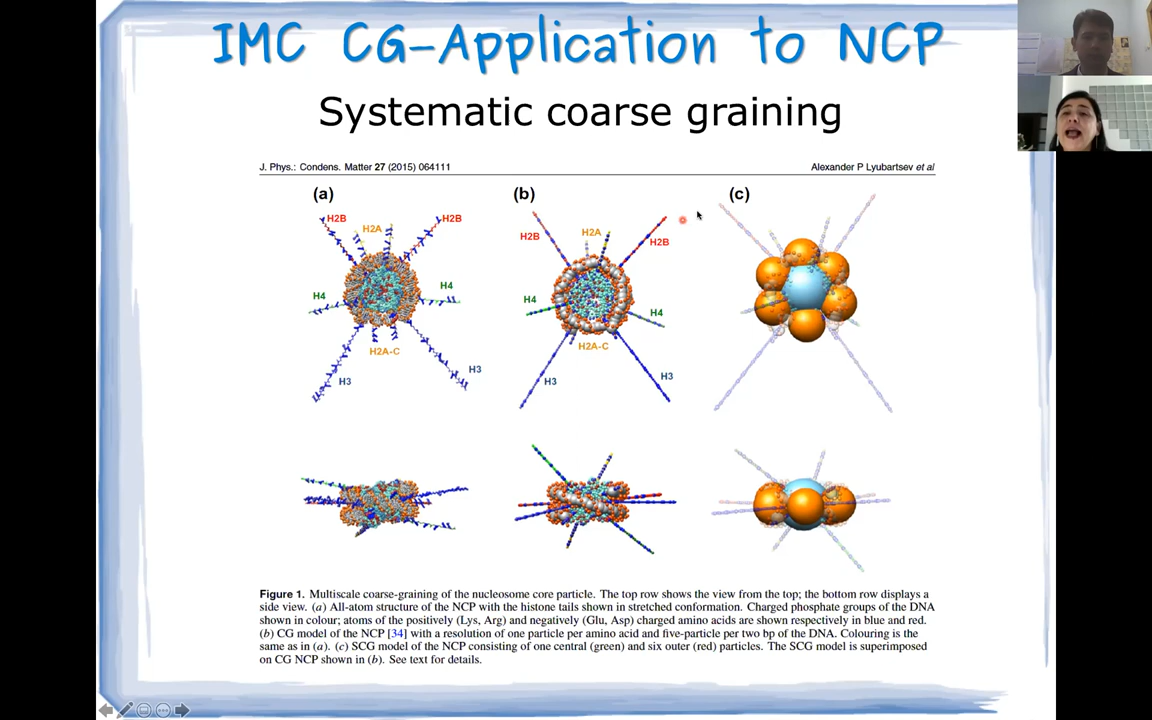 IMC CG-Application to NCP
Systematic coarse graining
J. Phys.: Condens. Matter 27 (2015) 064111
Alexander P Lyubartsev et al
(a)
(b)
(c)
H2B
H2A
H2B
H4
H4
H2A-C
H3
H3
H2B
H2A
H2B
H4
H4
H2A-C
H3
H3
Figure 1. Multiscale coarse-graining of the nucleosome core particle. The top row shows the view from the top; the bottom row displays a
side view. (a) All-atom structure of the NCP with the histone tails shown in stretched conformation. Charged phosphate groups of the DNA
shown in colour; atoms of the positively (Lys, Arg) and negatively (Glu, Asp) charged amino acids are shown respectively in blue and red.
(b) CG model of the NCP [34] with a resolution of one particle per amino acid and five-particle per two bp of the DNA. Colouring is the
same as in (a). (c) SCG model of the NCP consisting of one central (green) and six outer (red) particles. The SCG model is superimposed
on CG NCP shown in (b). See text for details.